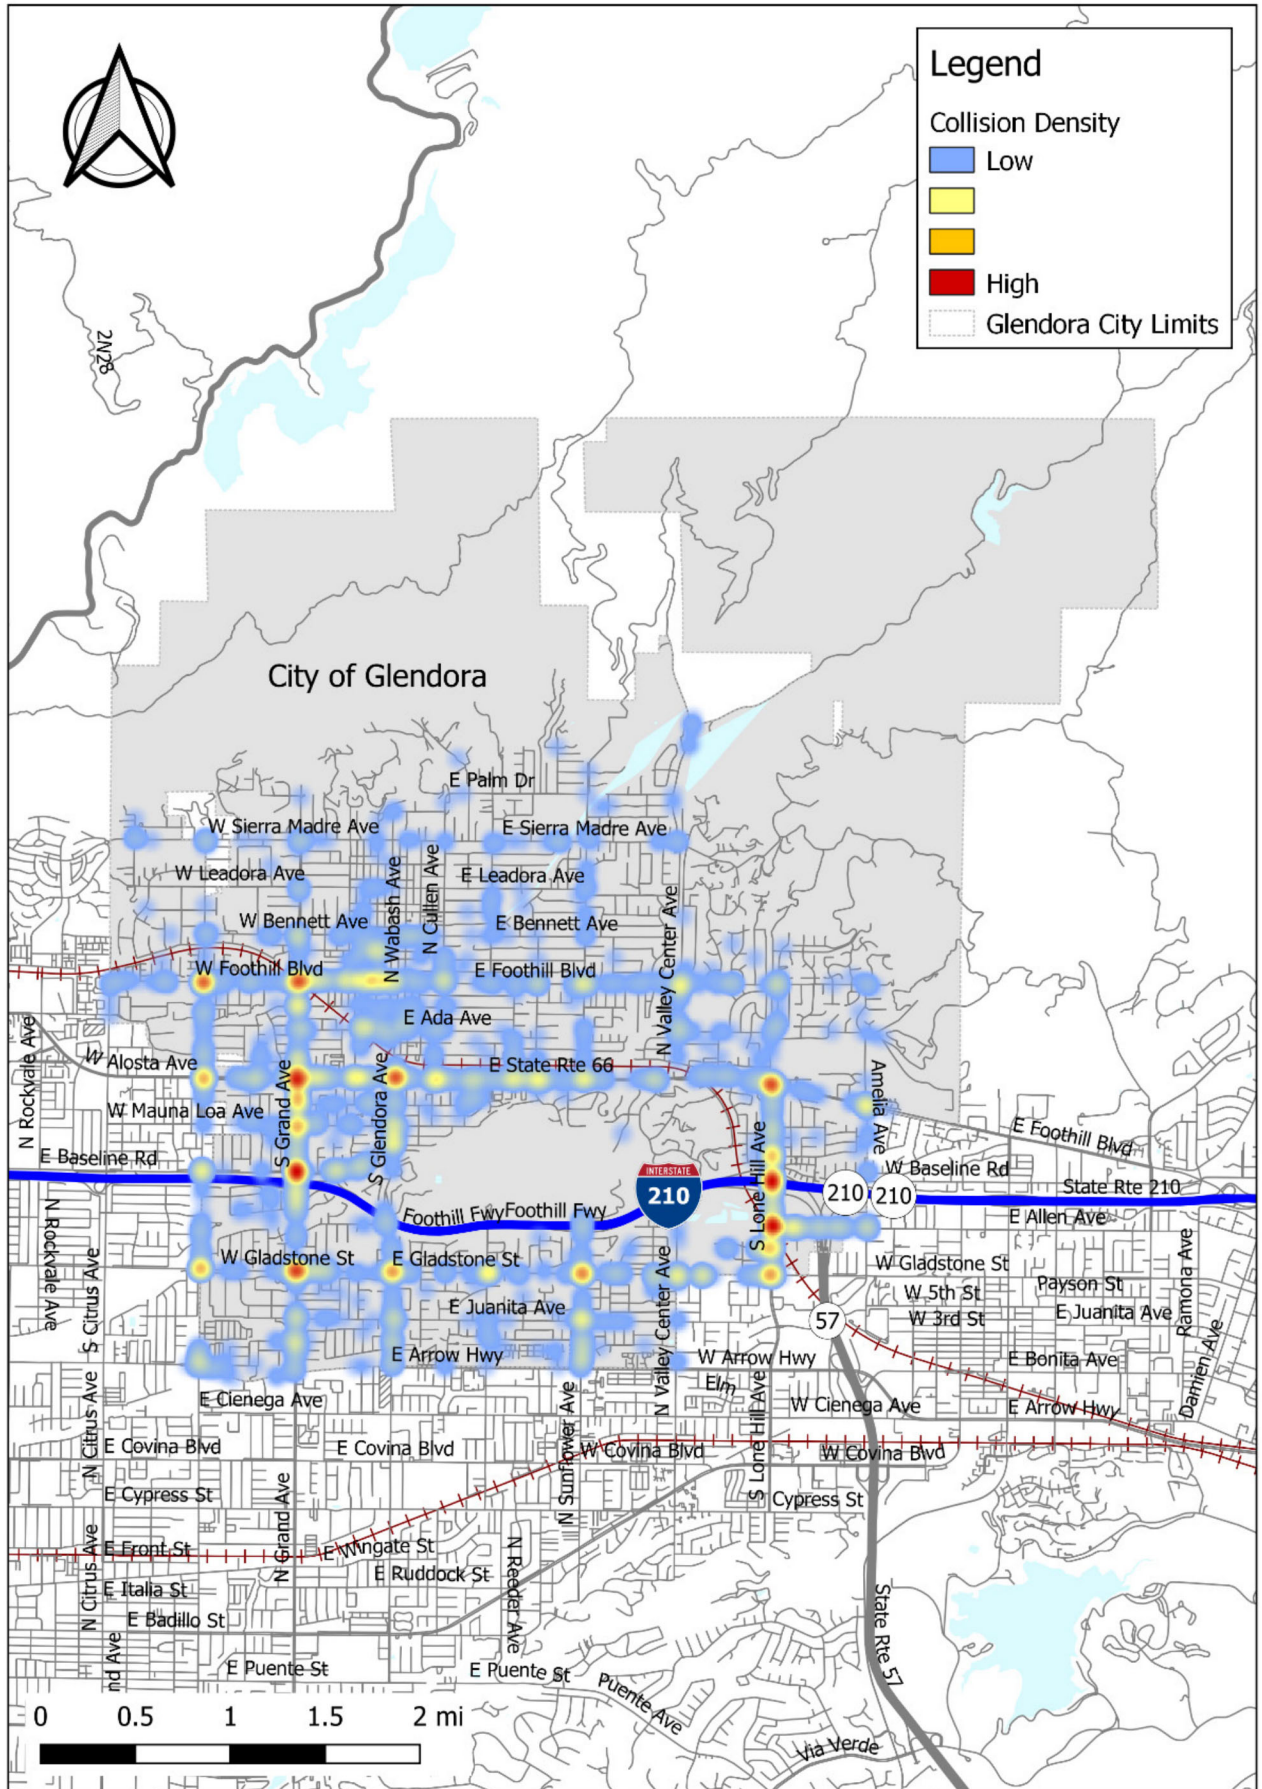 Legend
Collision Density
Low
High
Glendora City Limits
2N28
City of Glendora
E Palm Dr
W Sierra Madre Ave
E Sierra Madre Ave
W Leadora Ave
E Leadora Ave
N Wabash Ave
N Cullen Ave
W Bennett Ave
E Bennett Ave
N Valley Center Ave
W Foothill Blvd
E Foothill Blvd
E Ada Ave
N Rockvale Ave
W Alosta Ave
E State Rte 66
S Grand Ave
S Glendora Ave
W Mauna Loa Ave
Amelia Ave
E Foothill Blvd
E Baseline Rd
S Lone Hill Ave
W Baseline Rd
INTERSTATE
210
210
210
State Rte 210
N Rockvale Ave
Foothill Fwy
Foothill Fwy
E Allen Ave
W Gladstone St
E Gladstone St
S Citrus Ave
N Valley Center Ave
W Gladstone St
Payson St
Ramona Ave
W 5th St
E Juanita Ave
W 3rd St
E Juanita Ave
57
E Arrow Hwy
W Arrow Hwy
E Bonita Ave
Damien Ave
Elm
E Cienega Ave
W Cienega Ave
E Arrow Hwy
N Citrus Ave
S Lone Hill Ave
N Sunflower Ave
E Covina Blvd
E Covina Blvd
W Covina Blvd
W Covina Blvd
E Cypress St
Cypress St
N Grand Ave
N Citrus Ave
E Front St
E Wingate St
N Reeder Ave
E Ruddock St
E Italia St
E Badillo St
State Rte 57
nd Ave
E Puente St
E Puente St
Puente Ave
Via Verde
0 0.5 1 1.5 2 mi